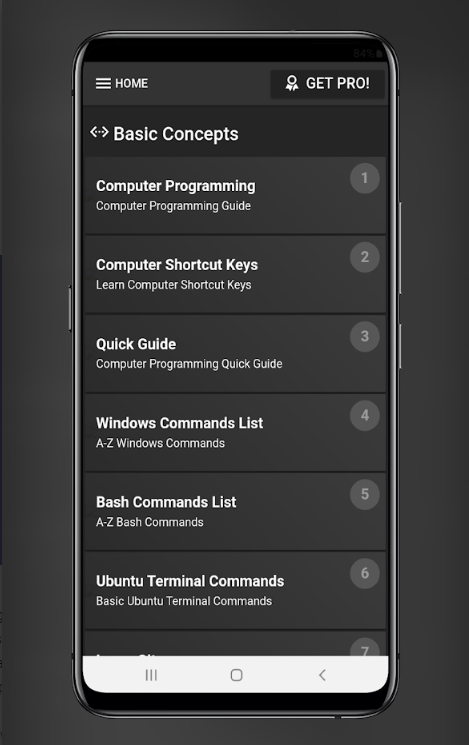 84%
HOME
GET PRO!
Basic Concepts
Computer Programming
1
Computer Programming Guide
Computer Shortcut Keys
2
Learn Computer Shortcut Keys
Quick Guide
3
Computer Programming Quick Guide
Windows Commands List
4
A-Z Windows Commands
Bash Commands List
5
A-Z Bash Commands
Ubuntu Terminal Commands
6
Basic Ubuntu Terminal Commands
7